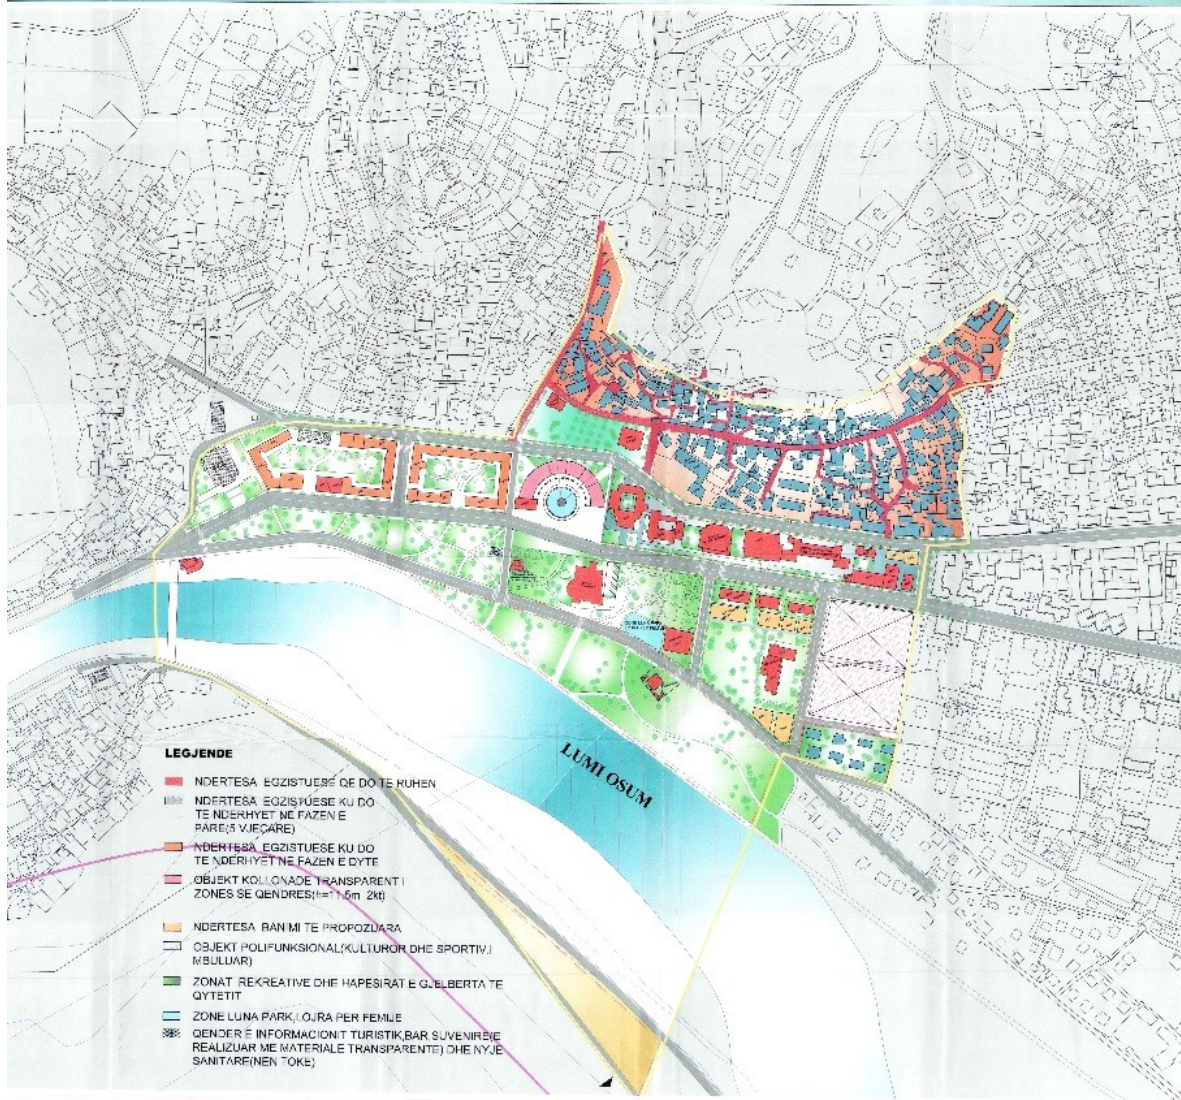 LUMI OSUM
LEGJENDE
NDERTESA EGZISTUESE QE DO TE RUHEN
NDERTESA EGZISTUESE KU DO
TE NDERHYET NE FAZEN E
PARE(5 VJEÇARE)
NDERTESA EGZISTUESE KU DO
TE NDERHYET NE FAZEN E DYTE
OBJEKT KOLLONADE TRANSPARENT I
ZONES SE QENDRES(h=11.5m 2kt)
NDERTESA BANIMI TE PROPOZUARA
OBJEKT POLIFUNKSIONAL(KULTUROR DHE SPORTIV,I
MBULUAR)
ZONAT REKREATIVE DHE HAPESIRAT E GJELBERTA TE
QYTETIT
ZONE LUNA PARK,LOJRA PER FEMIJE
QENDER E INFORMACIONIT TURISTIK,BAR,SUVENIRE(E
REALIZUAR ME MATERIALE TRANSPARENTE) DHE NYJE
SANITARE(NEN TOKE)